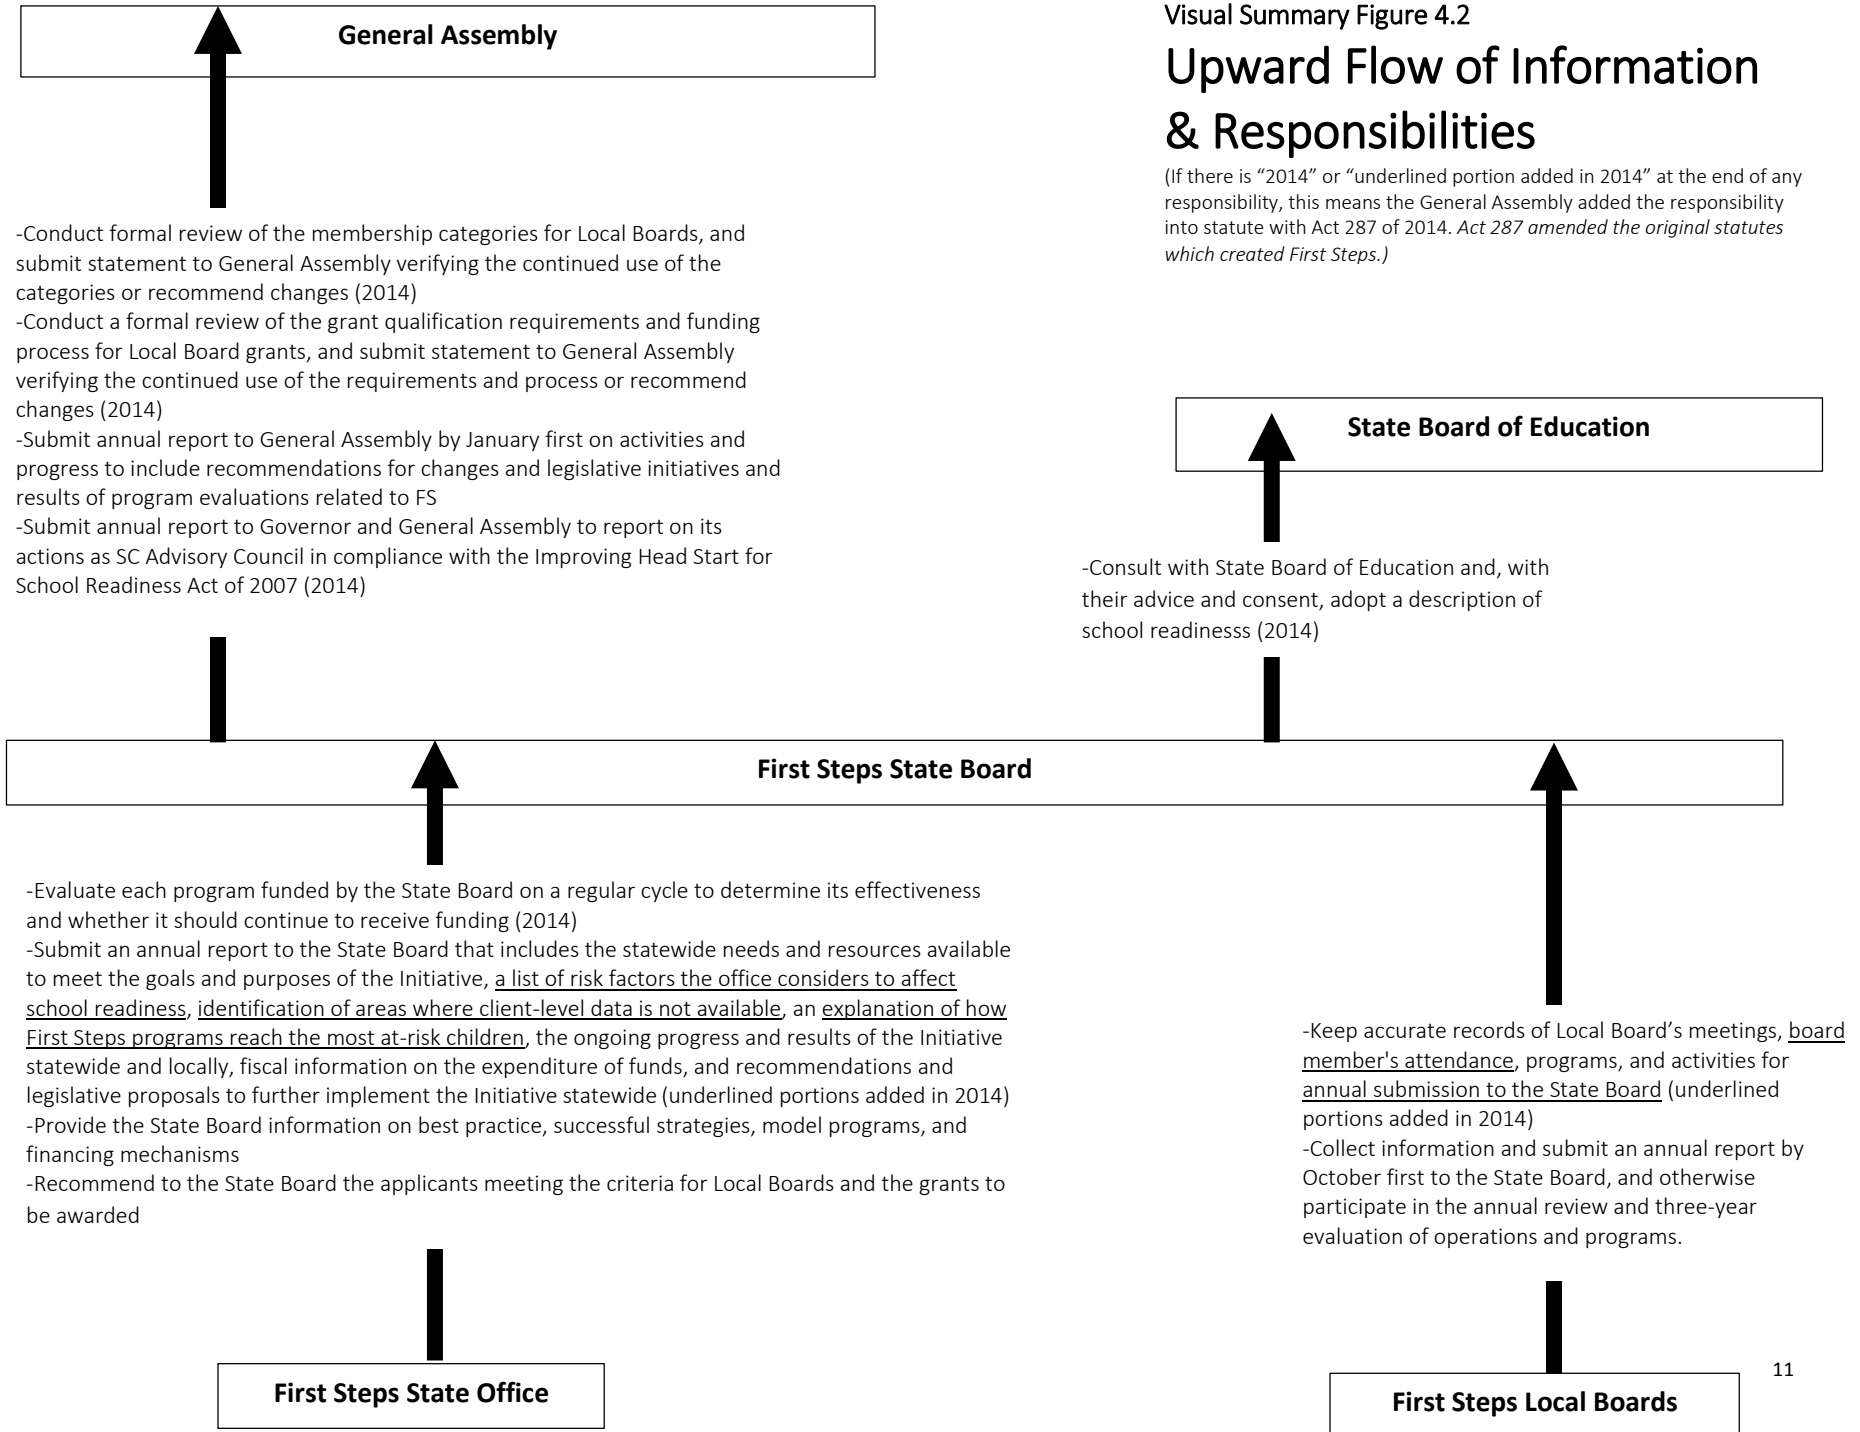 General Assembly
Visual Summary Figure 4.2
Upward Flow of Information
& Responsibilities
(If there is “2014” or “underlined portion added in 2014” at the end of any
responsibility, this means the General Assembly added the responsibility
into statute with Act 287 of 2014. Act 287 amended the original statutes
which created First Steps.)
-Conduct formal review of the membership categories for Local Boards, and
submit statement to General Assembly verifying the continued use of the
categories or recommend changes (2014)
-Conduct a formal review of the grant qualification requirements and funding
process for Local Board grants, and submit statement to General Assembly
verifying the continued use of the requirements and process or recommend
changes (2014)
-Submit annual report to General Assembly by January first on activities and
progress to include recommendations for changes and legislative initiatives and
results of program evaluations related to FS
-Submit annual report to Governor and General Assembly to report on its
actions as SC Advisory Council in compliance with the Improving Head Start for
School Readiness Act of 2007 (2014)
State Board of Education
-Consult with State Board of Education and, with
their advice and consent, adopt a description of
school readinesss (2014)
First Steps State Board
-Evaluate each program funded by the State Board on a regular cycle to determine its effectiveness
and whether it should continue to receive funding (2014)
-Submit an annual report to the State Board that includes the statewide needs and resources available
to meet the goals and purposes of the Initiative, a list of risk factors the office considers to affect
school readiness, identification of areas where client-level data is not available, an explanation of how
First Steps programs reach the most at-risk children, the ongoing progress and results of the Initiative
statewide and locally, fiscal information on the expenditure of funds, and recommendations and
legislative proposals to further implement the Initiative statewide (underlined portions added in 2014)
-Provide the State Board information on best practice, successful strategies, model programs, and
financing mechanisms
-Recommend to the State Board the applicants meeting the criteria for Local Boards and the grants to
be awarded
-Keep accurate records of Local Board’s meetings, board
member's attendance, programs, and activities for
annual submission to the State Board (underlined
portions added in 2014)
-Collect information and submit an annual report by
October first to the State Board, and otherwise
participate in the annual review and three-year
evaluation of operations and programs.
First Steps State Office
First Steps Local Boards
11